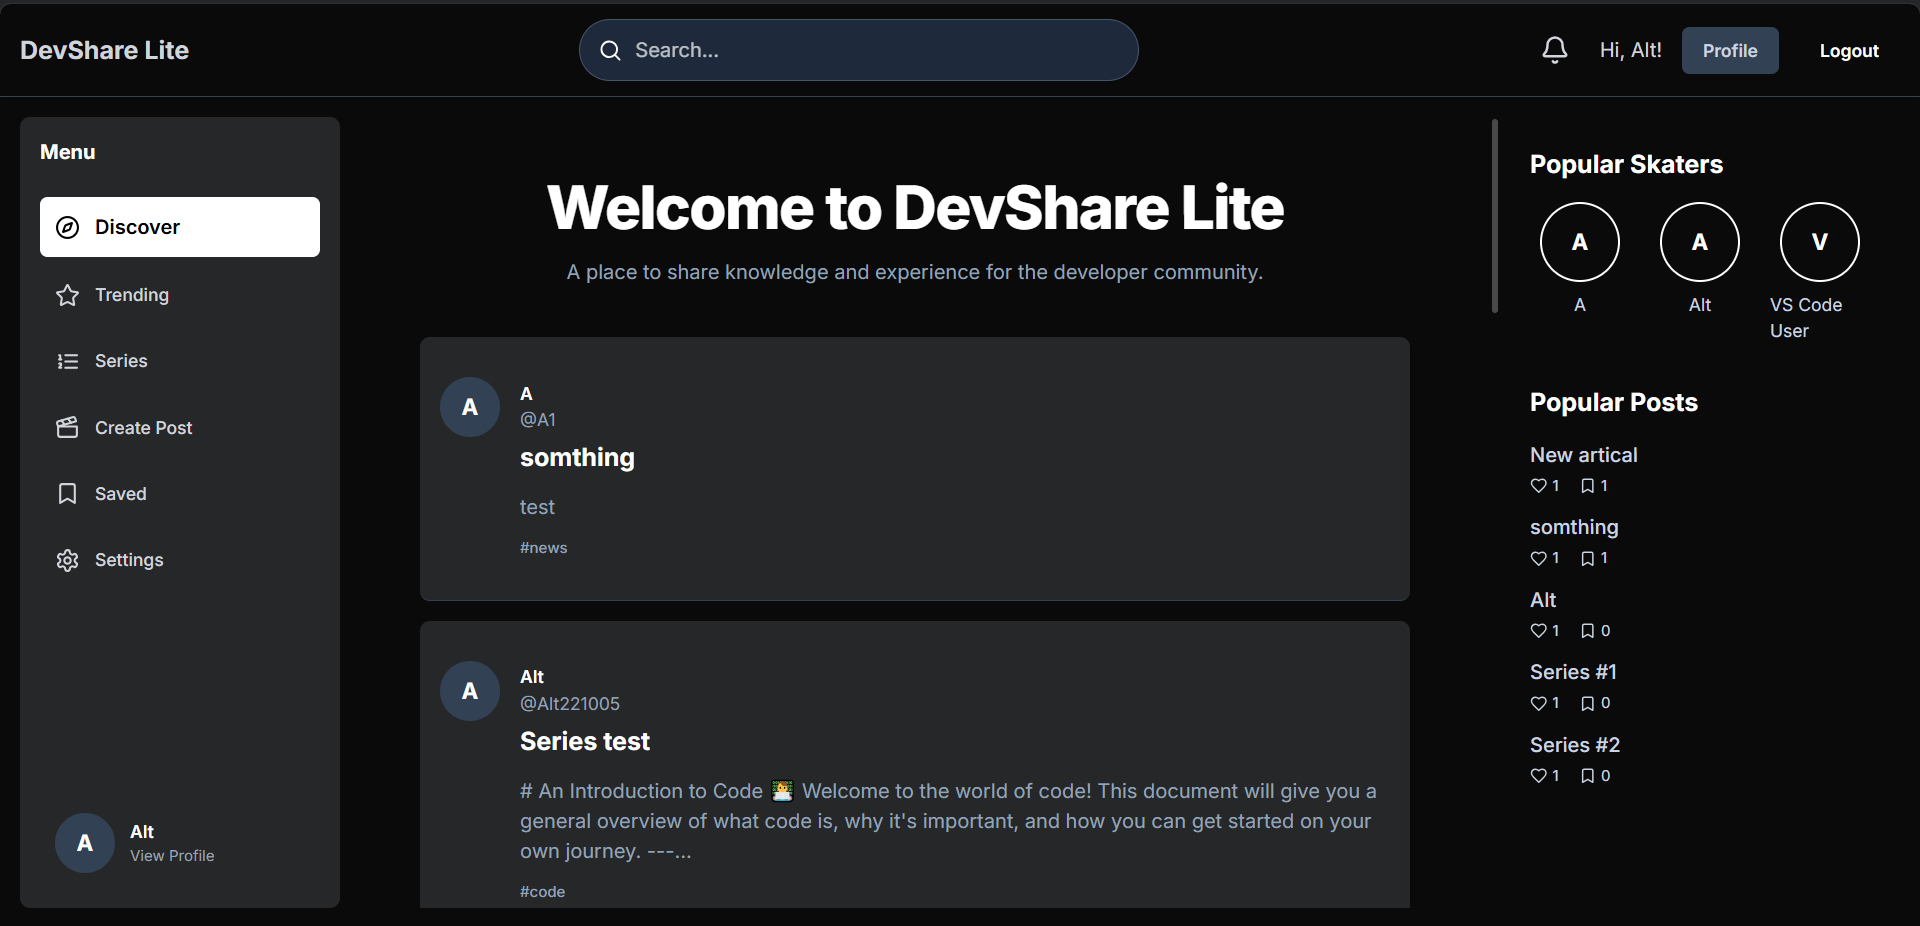 DevShare Lite
Search...
Hi, Alt!
Profile
Logout
Menu
Discover
Trending
Series
Create Post
Saved
Settings
A
Alt
View Profile
Welcome to DevShare Lite
A place to share knowledge and experience for the developer community.
A
A
@A1
somthing
test
#news
A
Alt
@Alt221005
Series test
# An Introduction to Code 🧑‍💻 Welcome to the world of code! This document will give you a
general overview of what code is, why it's important, and how you can get started on your
own journey. ---...
#code
Popular Skaters
A A V
A Alt VS Code
User
Popular Posts
New artical
1 1
somthing
1 1
Alt
1 0
Series #1
1 0
Series #2
1 0